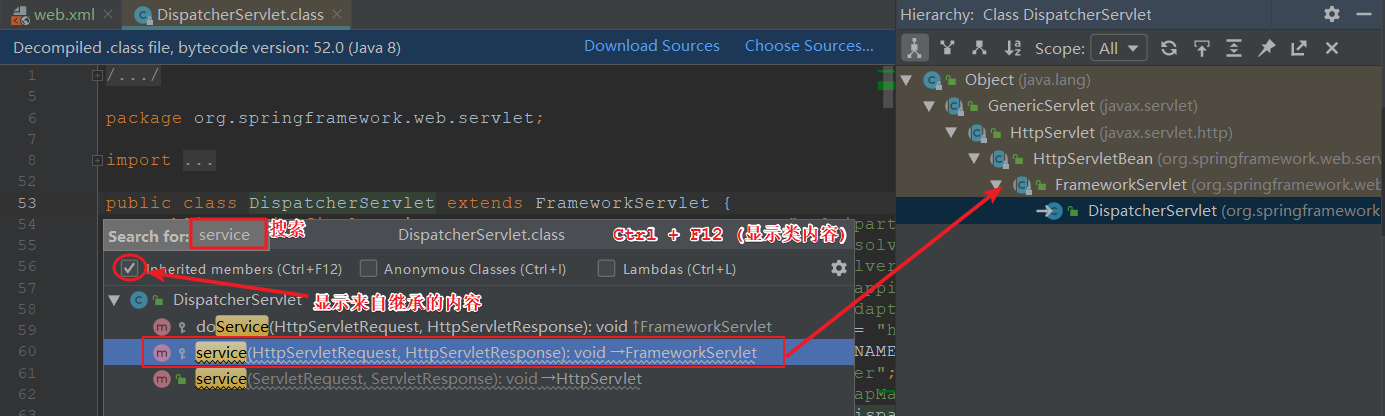 web.xml
DispatcherServlet.class
Decompiled .class file, bytecode version: 52.0 (Java 8)
Download Sources
Choose Sources...
1
/.../
5
6
package org.springframework.web.servlet;
7
8
import ...
52
53
public class DispatcherServlet extends FrameworkServlet {
54
Search for: service
搜索
DispatcherServlet.class
Ctrl + F12 (显示类内容)
55
56
Inherited members (Ctrl+F12)
Anonymous Classes (Ctrl+I)
Lambdas (Ctrl+L)
57
DispatcherServlet
显示来自继承的内容
58
59
doService(HttpServletRequest, HttpServletResponse): void ↑FrameworkServlet
= "h
60
service(HttpServletRequest, HttpServletResponse): void →FrameworkServlet
NAME
61
service(ServletRequest, ServletResponse): void →HttpServlet
er";
62
apMa
63
ispa
Hierarchy: Class DispatcherServlet
Scope: All
Object (java.lang)
GenericServlet (javax.servlet)
HttpServlet (javax.servlet.http)
HttpServletBean (org.springframework.web.serv
FrameworkServlet (org.springframework.web
DispatcherServlet (org.springframework
part
solv
lver
appi
dapt